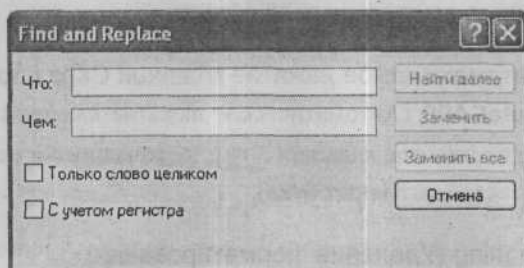 Find and Replace
Что:
Найти далее
Чем:
Заменить
Заменить все
Только слово целиком
Отмена
С учетом регистра